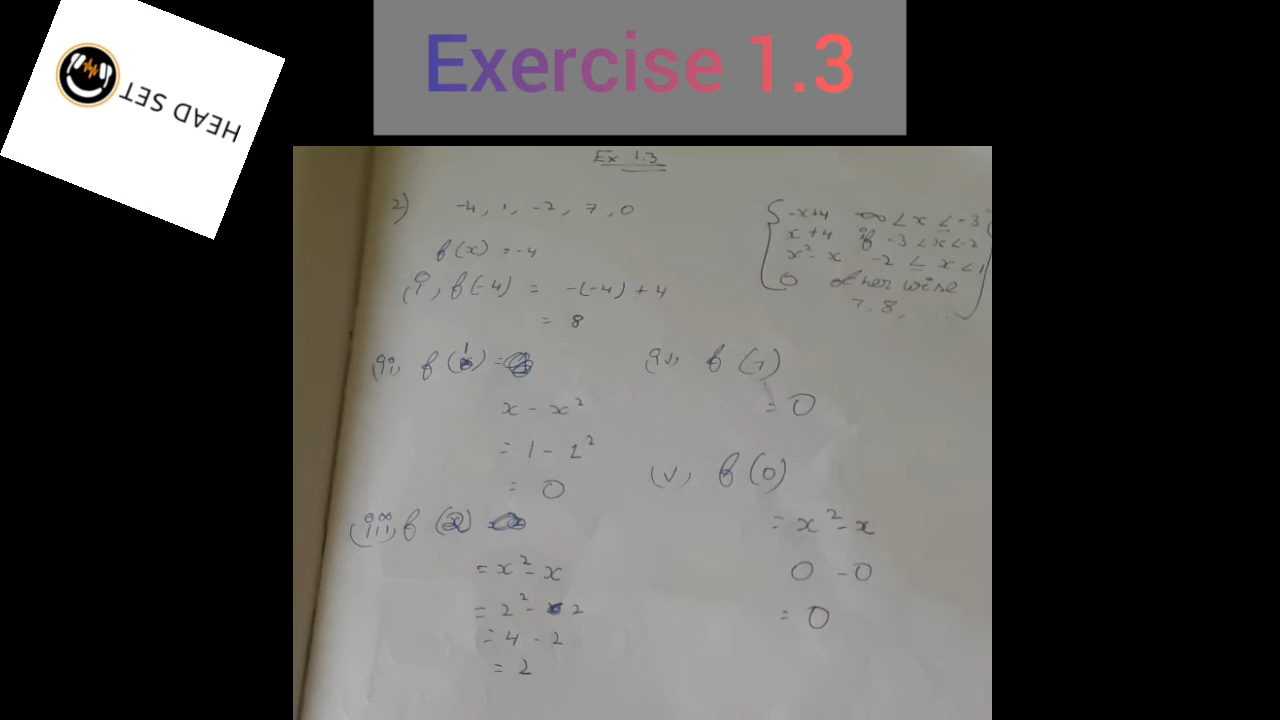 HEAD SET
Exercise 1.3
Ex 1.3
2) -4, 1, -2, 7, 0
f(x) = -4
(i) f(-4) = -(-4) + 4
= 8
(ii) f(1) =
x - x²
= 1 - 1²
= 0
(iii) f(2)
= x² - x
= 2² - 2
= 4 - 2
= 2
-x+4 ∞ < x ≤ -3
x+4 if -3 < x < -2
x² - x -2 ≤ x < 1
0 otherwise
7, 8, ...
(iv) f(7)
= 0
(v) f(0)
= x² - x
0 - 0
= 0